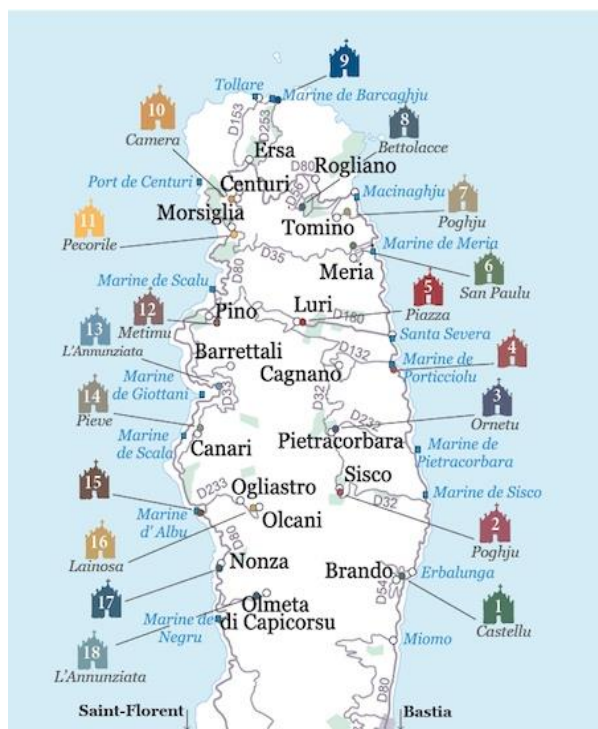 9
Tollare
Marine de Barcaghju
10
8
Camera
D153
D253
Bettolacce
Ersa
Rogliano
D80
Port de Centuri
Centuri
Macinaghju
7
Morsiglia
Tomino
Poghju
11
Pecorile
D35
Marine de Meria
Meria
6
San Paulu
Marine de Scalu
D80
5
12
Pino
Luri
Piazza
13
Metimu
D180
L'Annunziata
Santa Severa
4
Barrettali
D132
Marine de
Porticciolu
Cagnano
Marine
de Giottani
D33
14
D32
3
Pieve
D232
Ornetu
Marine
de Scala
Canari
Pietracorbara
Marine de
Pietracorbara
15
Sisco
D233
Ogliastro
D32
Marine de Sisco
Marine
d' Albu
Olcani
2
Poghju
16
D80
Lainosa
Nonza
Brando
Erbalunga
17
D54
1
Olmeta
di Capicorsu
Castellu
Marine de
Negru
Miomo
18
L'Annunziata
D80
Saint-Florent
Bastia